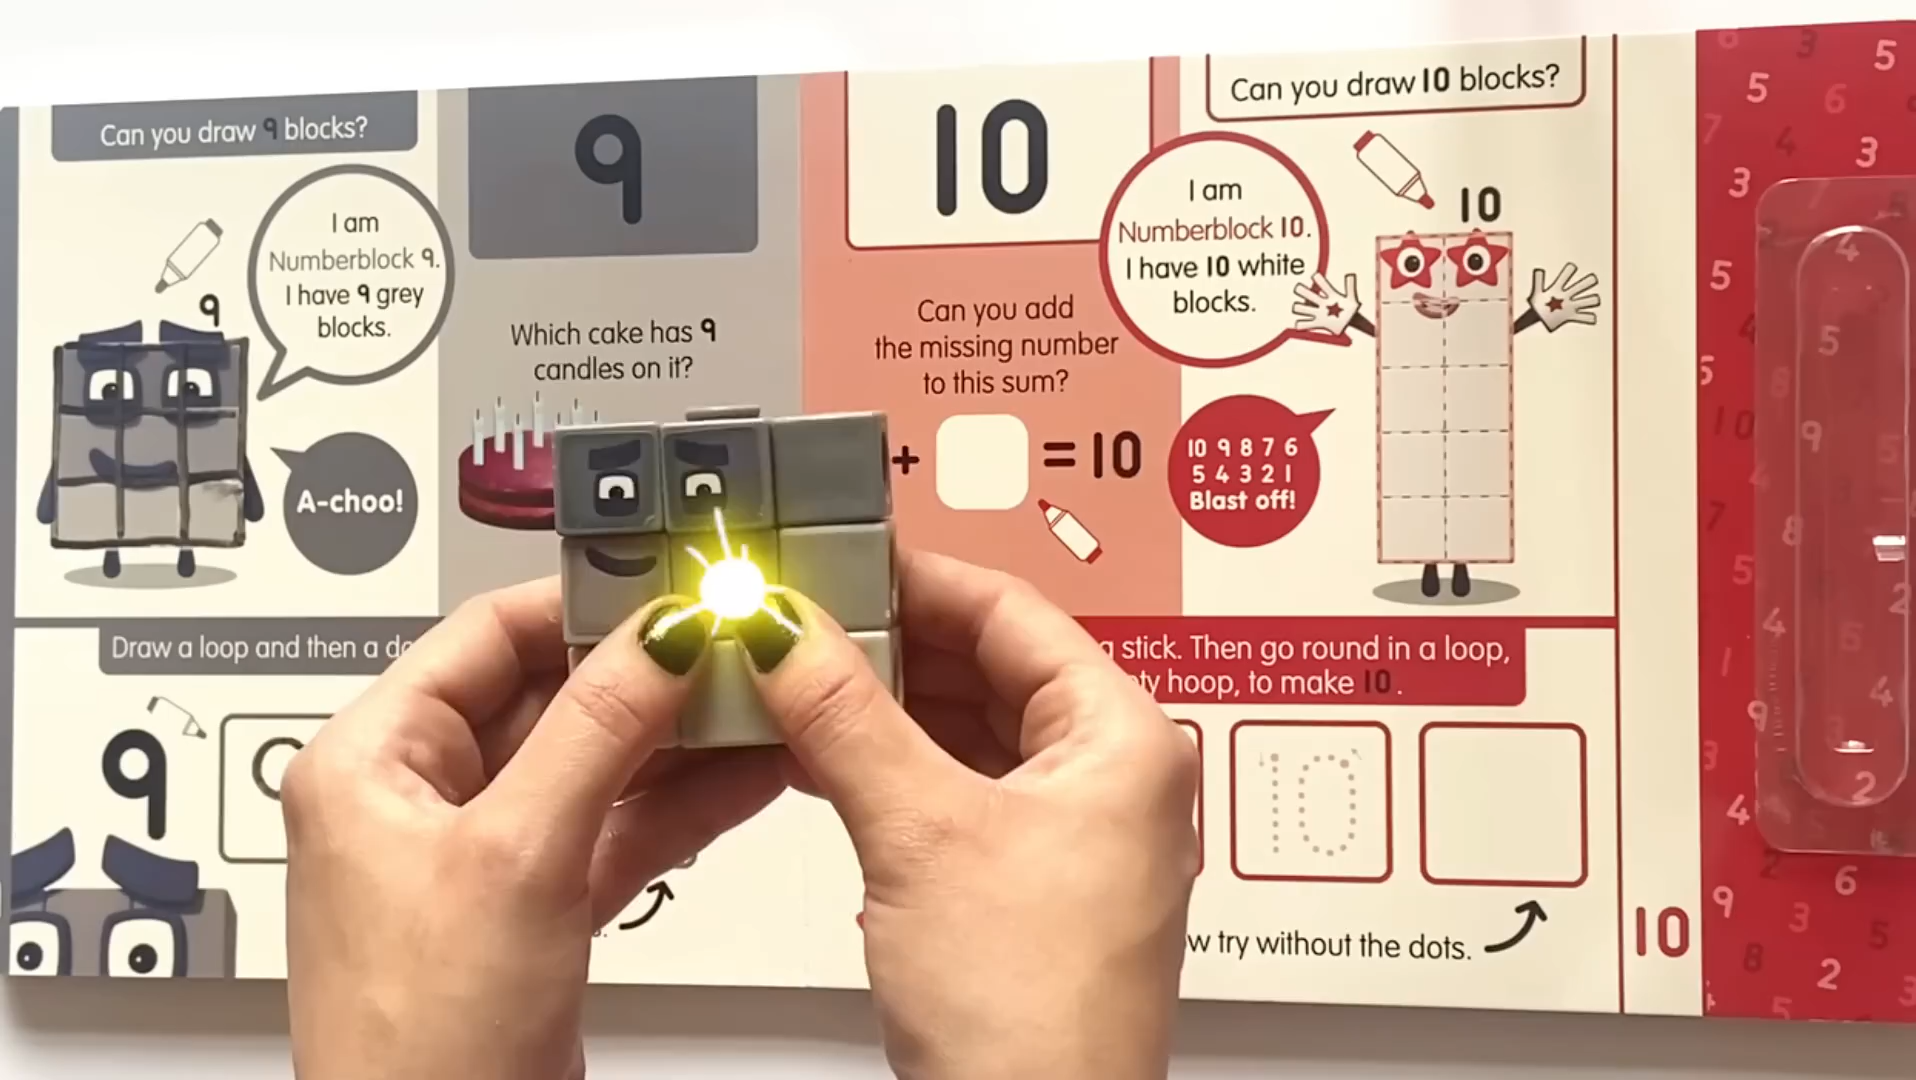 Can you draw 9 blocks?
I am
Numberblock 9.
I have 9 grey
blocks.
9
A-choo!
9
Which cake has 9
candles on it?
10
Can you add
the missing number
to this sum?
+ = 10
Can you draw 10 blocks?
I am
Numberblock 10.
I have 10 white
blocks.
10
10 9 8 7 6
5 4 3 2 1
Blast off!
Draw a loop and then a
9
stick. Then go round in a loop,
hoop, to make 10.
10
try without the dots.
10